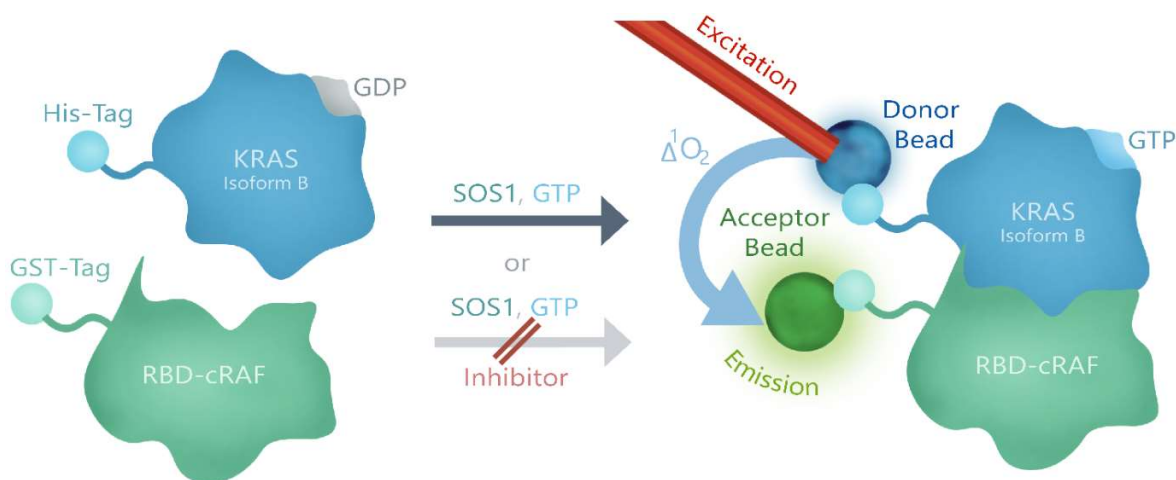 His-Tag
GDP
KRAS
Isoform B
GST-Tag
RBD-cRAF
SOS1, GTP
or
SOS1, GTP
Inhibitor
Excitation
Δ¹O₂
Donor
Bead
GTP
KRAS
Isoform B
Acceptor
Bead
Emission
RBD-cRAF